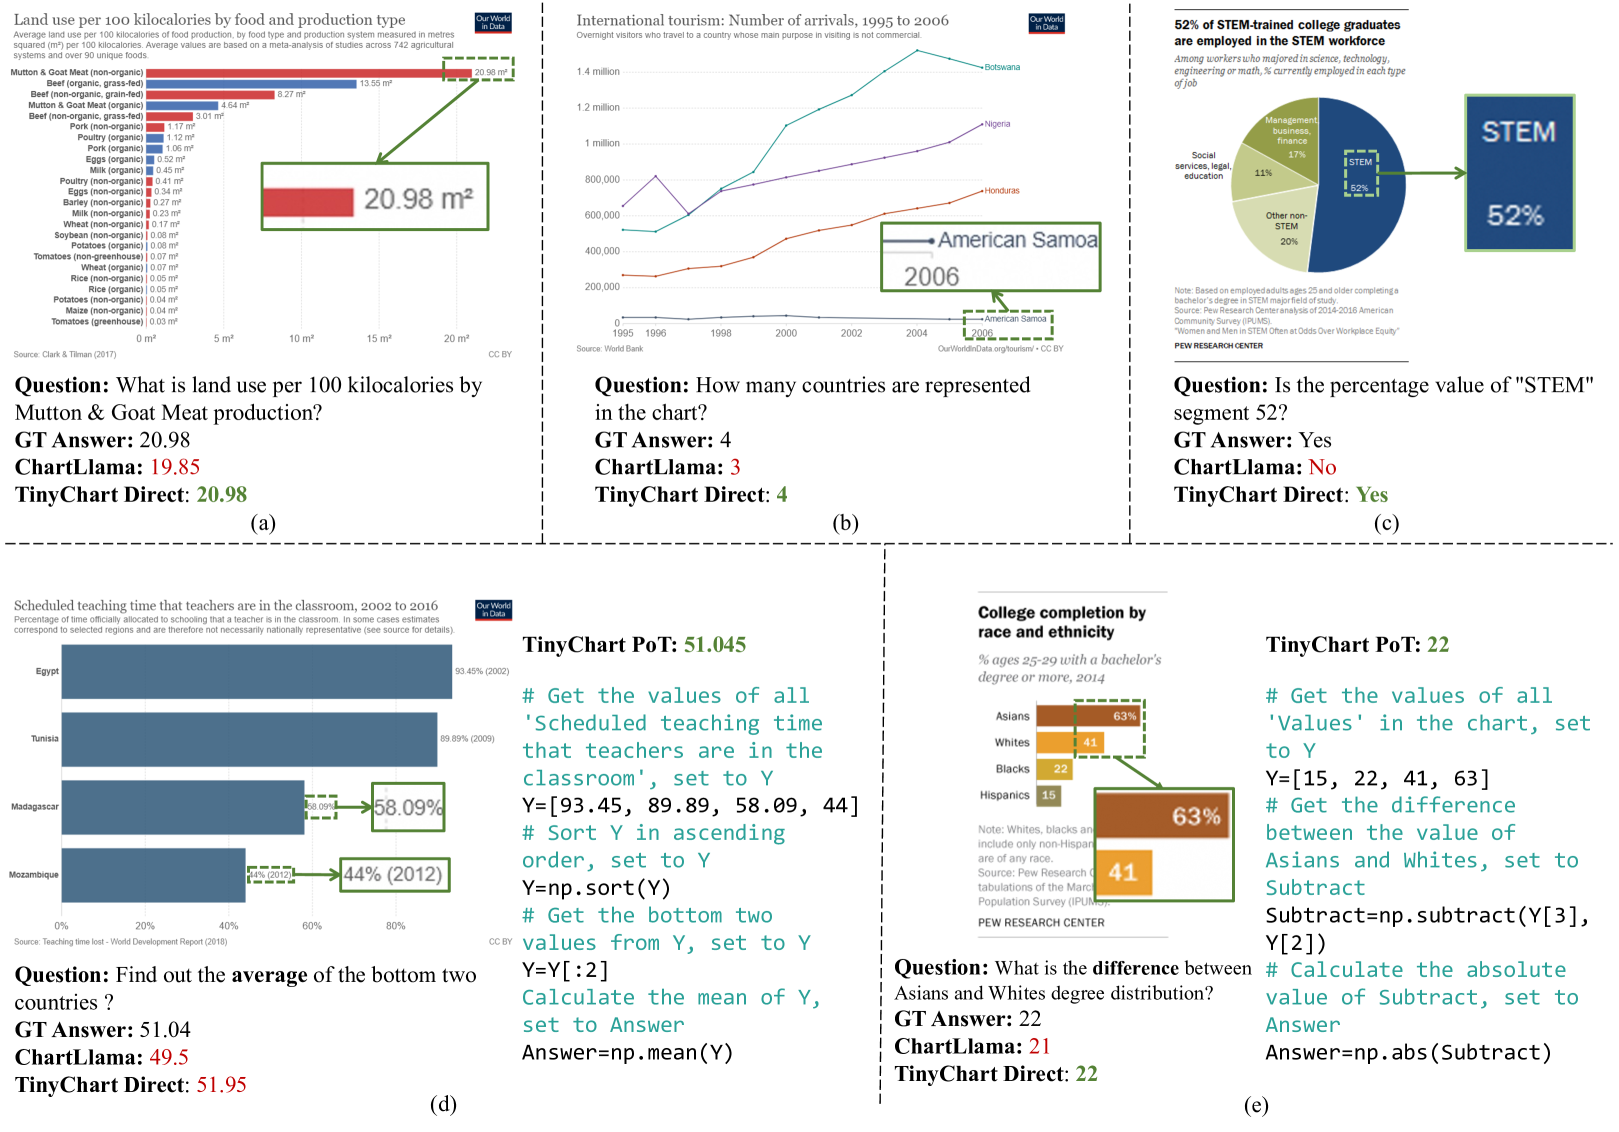 Land use per 100 kilocalories by food and production type
Our World
in Data
Average land use per 100 kilocalories of food production, by food type and production system measured in metres
squared (m²) per 100 kilocalories. Average values are based on a meta-analysis of studies across 742 agricultural
systems and over 90 unique foods.
Mutton & Goat Meat (non-organic) 20.98 m²
Beef (organic, grass-fed) 13.55 m²
Beef (non-organic, grain-fed) 8.27 m²
Mutton & Goat Meat (organic) 4.64 m²
Beef (non-organic, grass-fed) 3.01 m²
Pork (non-organic) 1.17 m²
Poultry (organic) 1.12 m²
Pork (organic) 1.06 m²
Eggs (organic) 0.52 m²
Milk (organic) 0.45 m²
Poultry (non-organic) 0.41 m²
Eggs (non-organic) 0.34 m²
Barley (non-organic) 0.27 m²
Milk (non-organic) 0.23 m²
Wheat (non-organic) 0.17 m²
Soybean (non-organic) 0.08 m²
Potatoes (organic) 0.08 m²
Tomatoes (non-greenhouse) 0.07 m²
Wheat (organic) 0.07 m²
Rice (non-organic) 0.05 m²
Rice (organic) 0.05 m²
Potatoes (non-organic) 0.04 m²
Maize (non-organic) 0.04 m²
Tomatoes (greenhouse) 0.03 m²
20.98 m²
0 m² 5 m² 10 m² 15 m² 20 m²
Source: Clark & Tilman (2017) CC BY
Question: What is land use per 100 kilocalories by
Mutton & Goat Meat production?
GT Answer: 20.98
ChartLlama: 19.85
TinyChart Direct: 20.98
(a)
International tourism: Number of arrivals, 1995 to 2006
Our World
in Data
Overnight visitors who travel to a country whose main purpose in visiting is not commercial.
1.4 million
1.2 million
1 million
800,000
600,000
400,000
200,000
0
Botswana
Nigeria
Honduras
American Samoa
2006
American Samoa
1995 1996 1998 2000 2002 2004 2006
Source: World Bank OurWorldInData.org/tourism/ • CC BY
Question: How many countries are represented
in the chart?
GT Answer: 4
ChartLlama: 3
TinyChart Direct: 4
(b)
52% of STEM-trained college graduates
are employed in the STEM workforce
Among workers who majored in science, technology,
engineering or math, % currently employed in each type
of job
Management,
business,
finance
17%
Social
services, legal,
education
11%
Other non-
STEM
20%
STEM
52%
STEM
52%
Note: Based on employed adults ages 25 and older completing a
bachelor's degree in STEM major field of study.
Source: Pew Research Center analysis of 2014-2016 American
Community Survey (IPUMS).
"Women and Men in STEM Often at Odds Over Workplace Equity"
PEW RESEARCH CENTER
Question: Is the percentage value of "STEM"
segment 52?
GT Answer: Yes
ChartLlama: No
TinyChart Direct: Yes
(c)
Scheduled teaching time that teachers are in the classroom, 2002 to 2016
Our World
in Data
Percentage of time officially allocated to schooling that a teacher is in the classroom. In some cases estimates
correspond to selected regions and are therefore not necessarily nationally representative (see source for details).
Egypt 93.45% (2002)
Tunisia 89.89% (2009)
Madagascar 58.09% 58.09%
Mozambique 44% (2012) 44% (2012)
0% 20% 40% 60% 80%
Source: Teaching time lost - World Development Report (2018) CC BY
Question: Find out the average of the bottom two
countries ?
GT Answer: 51.04
ChartLlama: 49.5
TinyChart Direct: 51.95
TinyChart PoT: 51.045
# Get the values of all
'Scheduled teaching time
that teachers are in the
classroom', set to Y
Y=[93.45, 89.89, 58.09, 44]
# Sort Y in ascending
order, set to Y
Y=np.sort(Y)
# Get the bottom two
values from Y, set to Y
Y=Y[:2]
Calculate the mean of Y,
set to Answer
Answer=np.mean(Y)
(d)
College completion by
race and ethnicity
% ages 25-29 with a bachelor's
degree or more, 2014
Asians 63%
Whites 41
Blacks 22
Hispanics 15
63%
41
Note: Whites, blacks an
include only non-Hispan
are of any race.
Source: Pew Research C
tabulations of the Marc
Population Survey (IPUMS).
PEW RESEARCH CENTER
Question: What is the difference between
Asians and Whites degree distribution?
GT Answer: 22
ChartLlama: 21
TinyChart Direct: 22
TinyChart PoT: 22
# Get the values of all
'Values' in the chart, set
to Y
Y=[15, 22, 41, 63]
# Get the difference
between the value of
Asians and Whites, set to
Subtract
Subtract=np.subtract(Y[3],
Y[2])
# Calculate the absolute
value of Subtract, set to
Answer
Answer=np.abs(Subtract)
(e)